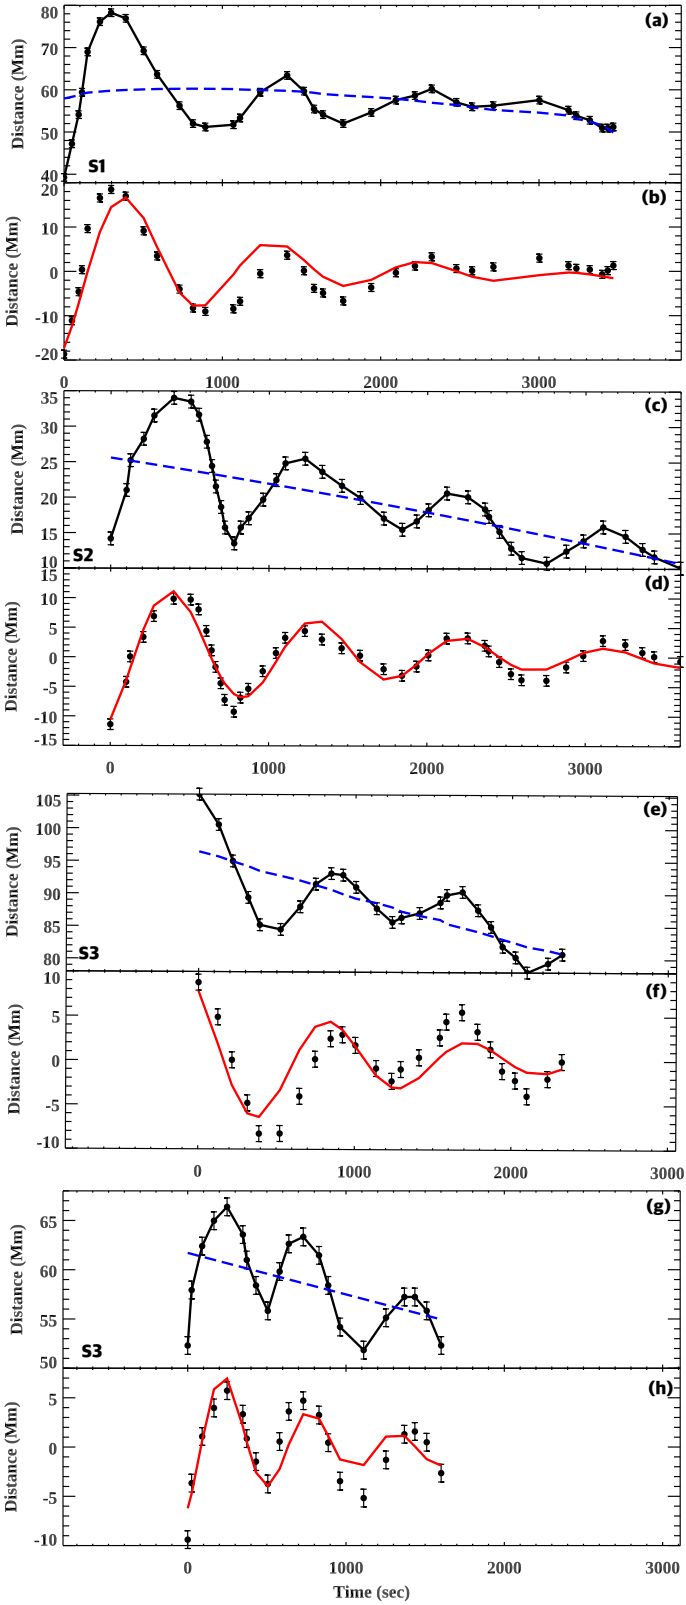 80
(a)
70
60
50
40
Distance (Mm)
S1
20
(b)
10
0
-10
-20
Distance (Mm)
0 1000 2000 3000
35
(c)
30
25
20
15
10
Distance (Mm)
S2
15
(d)
10
5
0
-5
-10
-15
Distance (Mm)
0 1000 2000 3000
105
(e)
100
95
90
85
80
Distance (Mm)
S3
10
(f)
5
0
-5
-10
Distance (Mm)
0 1000 2000 3000
(g)
65
60
55
50
Distance (Mm)
S3
(h)
5
0
-5
-10
Distance (Mm)
0 1000 2000 3000
Time (sec)